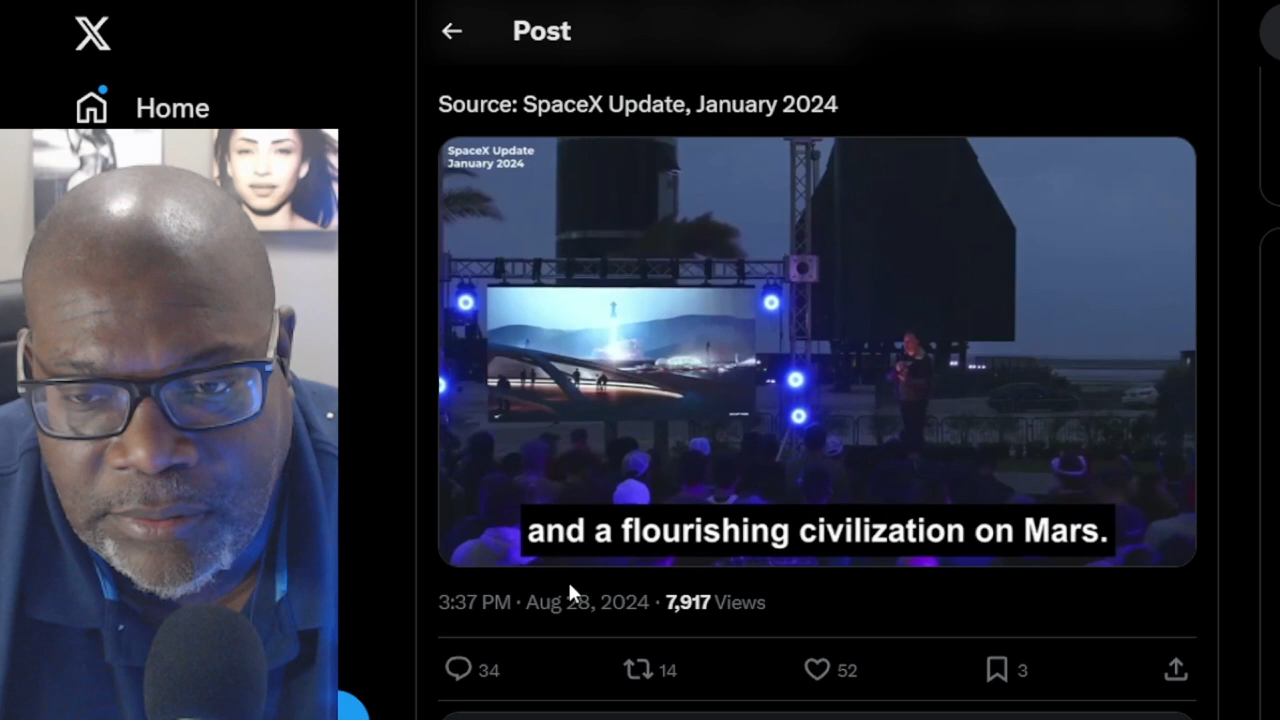 Post
Home
Source: SpaceX Update, January 2024
SpaceX Update
January 2024
and a flourishing civilization on Mars.
3:37 PM · Aug 28, 2024 · 7,917 Views
34
14
52
3